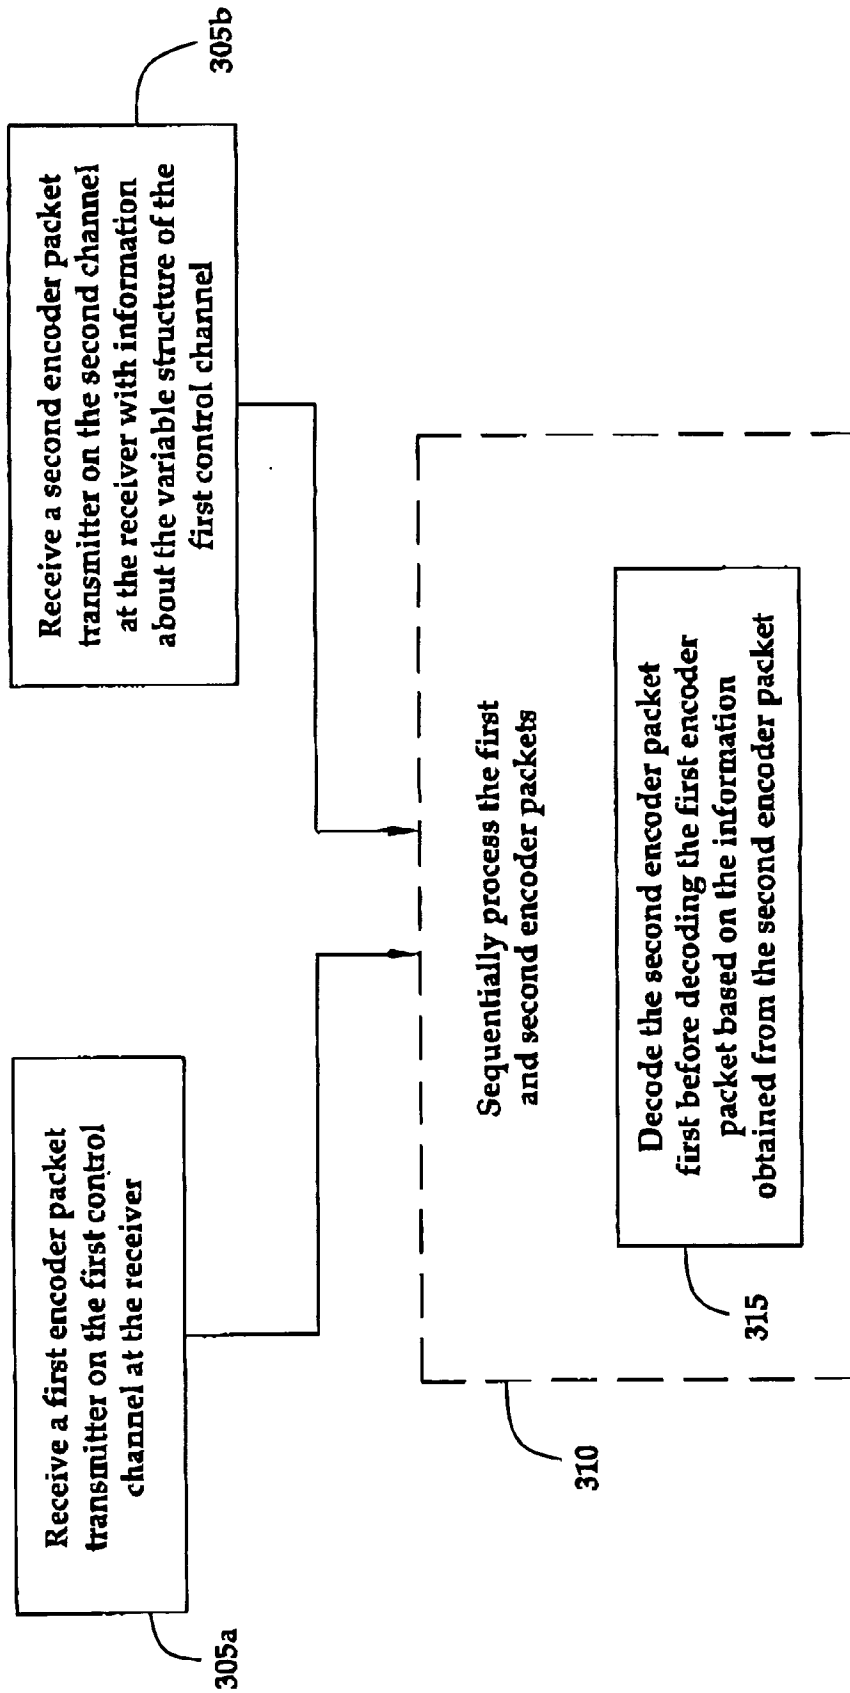 Receive a first encoder packet
transmitter on the first control
channel at the receiver
305a
Receive a second encoder packet
transmitter on the second channel
at the receiver with information
about the variable structure of the
first control channel
305b
310
Sequentially process the first
and second encoder packets
315
Decode the second encoder packet
first before decoding the first encoder
packet based on the information
obtained from the second encoder packet